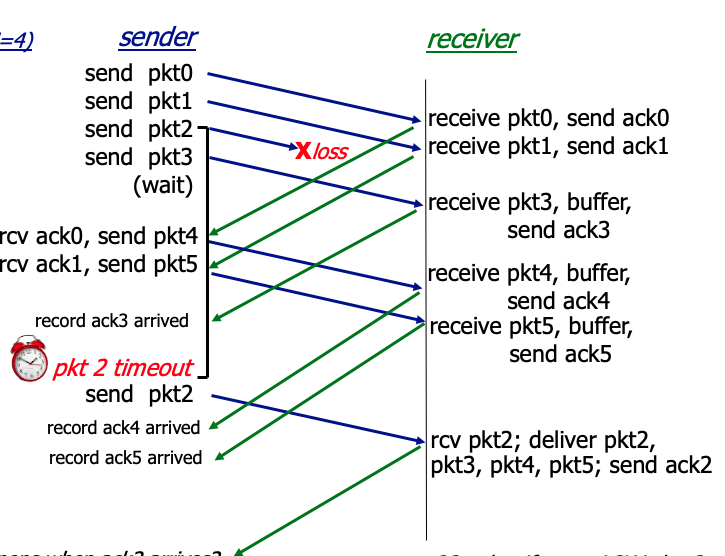 =4)
sender
receiver
send pkt0
send pkt1
send pkt2
send pkt3
(wait)
X loss
receive pkt0, send ack0
receive pkt1, send ack1
receive pkt3, buffer,
send ack3
rcv ack0, send pkt4
rcv ack1, send pkt5
receive pkt4, buffer,
send ack4
receive pkt5, buffer,
send ack5
record ack3 arrived
pkt 2 timeout
send pkt2
record ack4 arrived
record ack5 arrived
rcv pkt2; deliver pkt2,
pkt3, pkt4, pkt5; send ack2